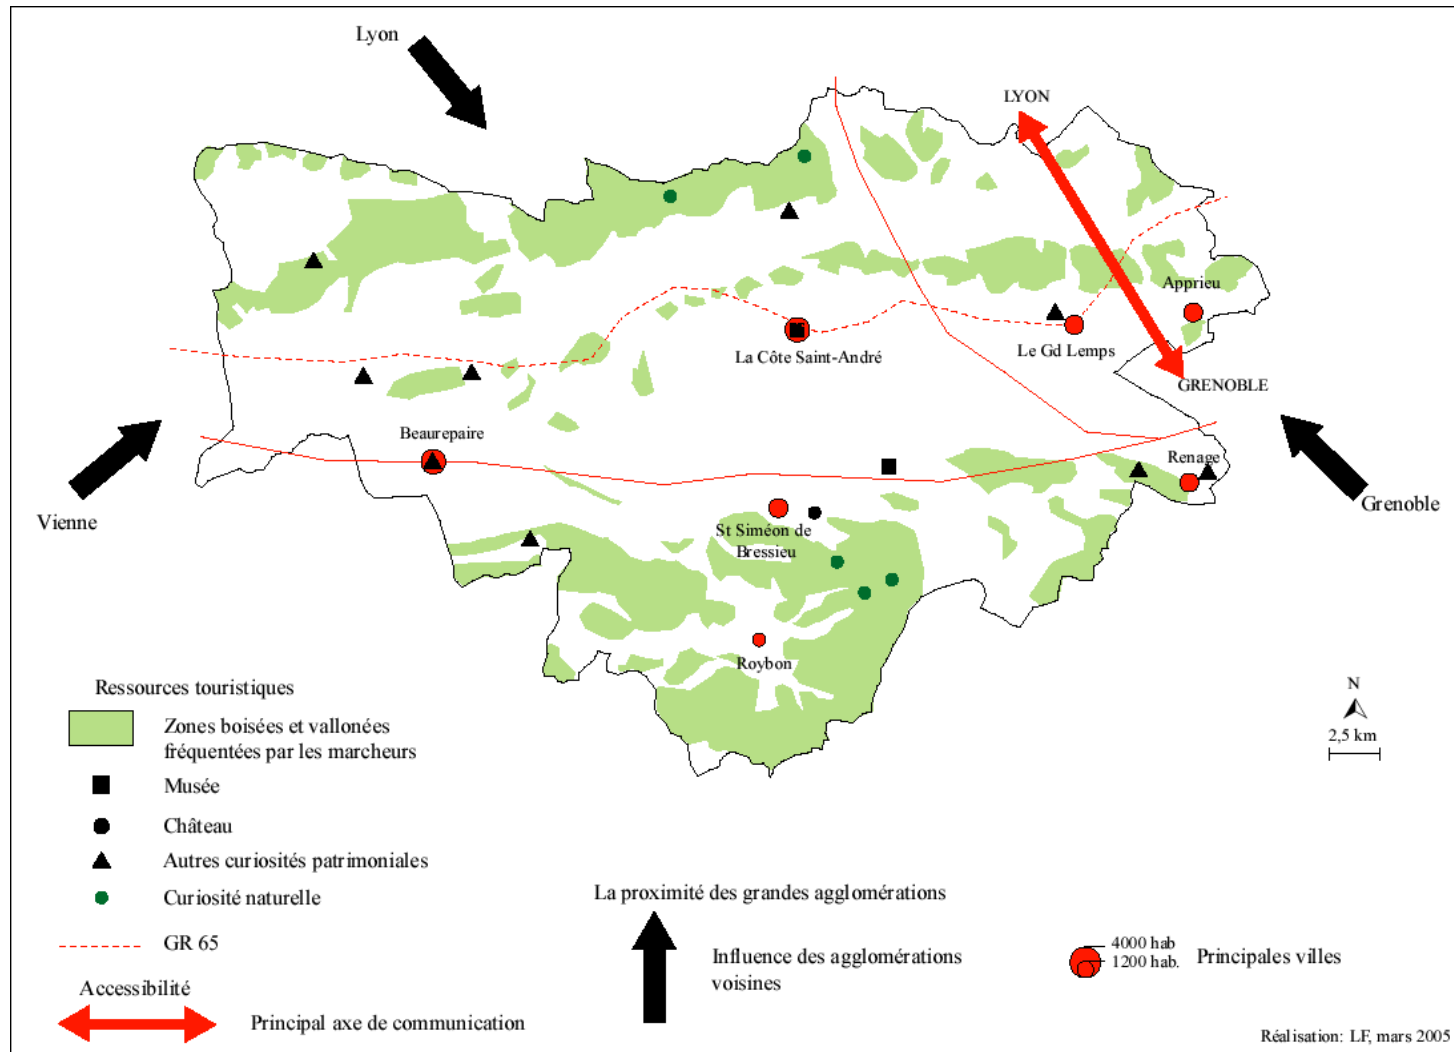 Lyon
LYON
Apprieu
La Côte Saint-André
Le Gd Lemps
GRENOBLE
Beaurepaire
Renage
Vienne
Grenoble
St Siméon de
Bressieu
Roybon
Ressources touristiques
Zones boisées et vallonées
fréquentées par les marcheurs
Musée
Château
Autres curiosités patrimoniales
Curiosité naturelle
GR 65
Accessibilité
Principal axe de communication
La proximité des grandes agglomérations
Influence des agglomérations
voisines
4000 hab
1200 hab.
Principales villes
N
2,5 km
Réalisation: LF, mars 2005